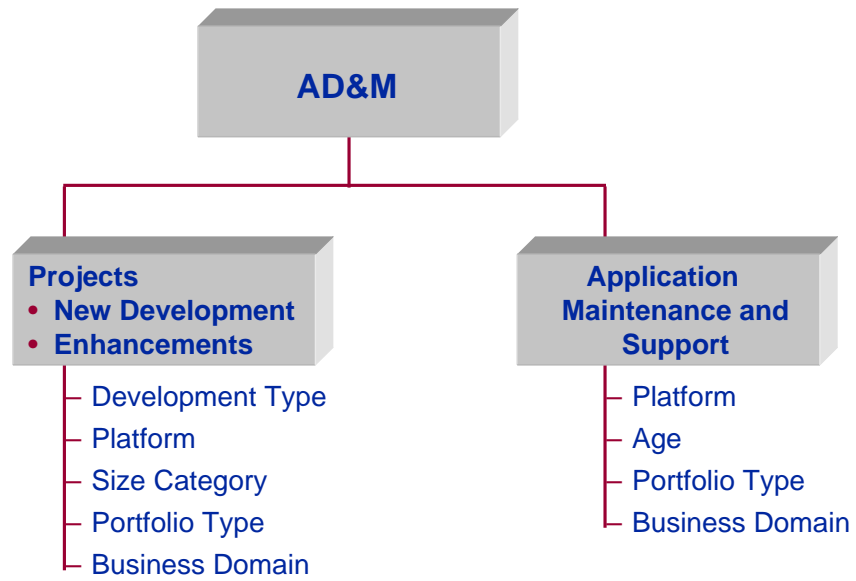 AD&M
Projects
• New Development
• Enhancements
Development Type
Platform
Size Category
Portfolio Type
Business Domain
Application
Maintenance and
Support
Platform
Age
Portfolio Type
Business Domain